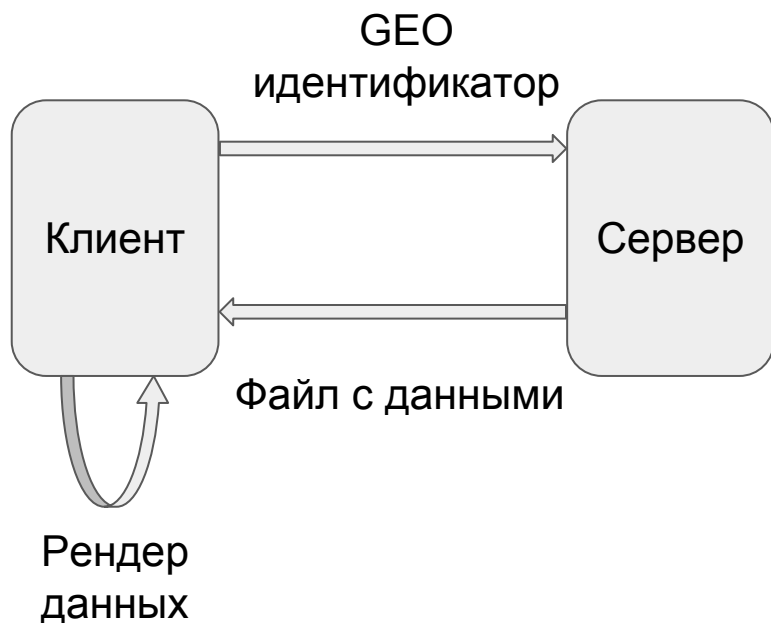 GEO
идентификатор
Клиент
Сервер
Файл с данными
Рендер
данных